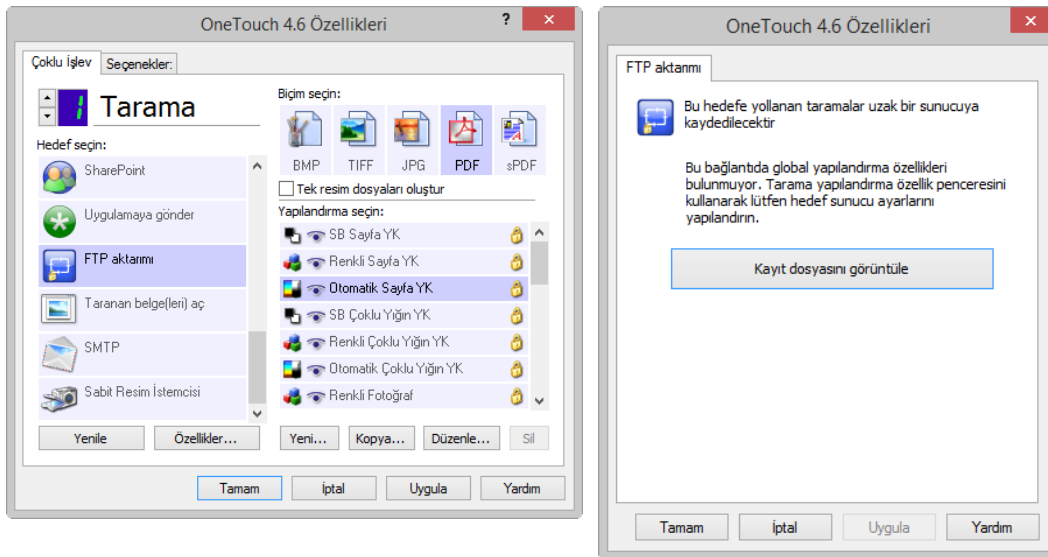 OneTouch 4.6 Özellikleri
?
Çoklu İşlev
Seçenekler:
1
Tarama
Hedef seçin:
SharePoint
Uygulamaya gönder
FTP aktarımı
Taranan belge(leri) aç
SMTP
Sabit Resim İstemcisi
Yenile
Özellikler...
Biçim seçin:
BMP
TIFF
JPG
PDF
sPDF
Tek resim dosyaları oluştur
Yapılandırma seçin:
SB Sayfa YK
Renkli Sayfa YK
Otomatik Sayfa YK
SB Çoklu Yığın YK
Renkli Çoklu Yığın YK
Otomatik Çoklu Yığın YK
Renkli Fotoğraf
Yeni...
Kopya...
Düzenle...
Sil
Tamam
İptal
Uygula
Yardım
OneTouch 4.6 Özellikleri
FTP aktarımı
Bu hedefe yollanan taramalar uzak bir sunucuya
kaydedilecektir
Bu bağlantıda global yapılandırma özellikleri
bulunmuyor. Tarama yapılandırma özellik penceresini
kullanarak lütfen hedef sunucu ayarlarını
yapılandırın.
Kayıt dosyasını görüntüle
Tamam
İptal
Uygula
Yardım